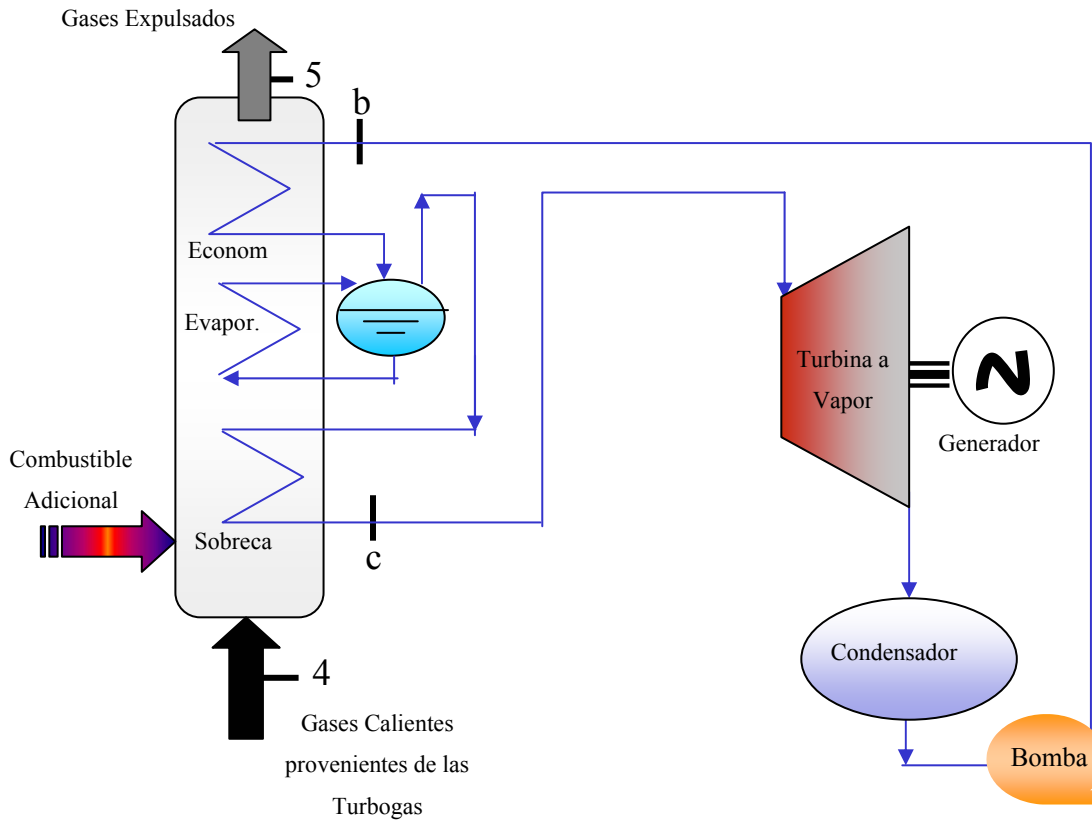 Gases Expulsados
5
b
Econom
Evapor.
Turbina a
Vapor
Generador
Combustible
Adicional
Sobreca
c
Condensador
4
Gases Calientes
provenientes de las
Turbogas
Bomba